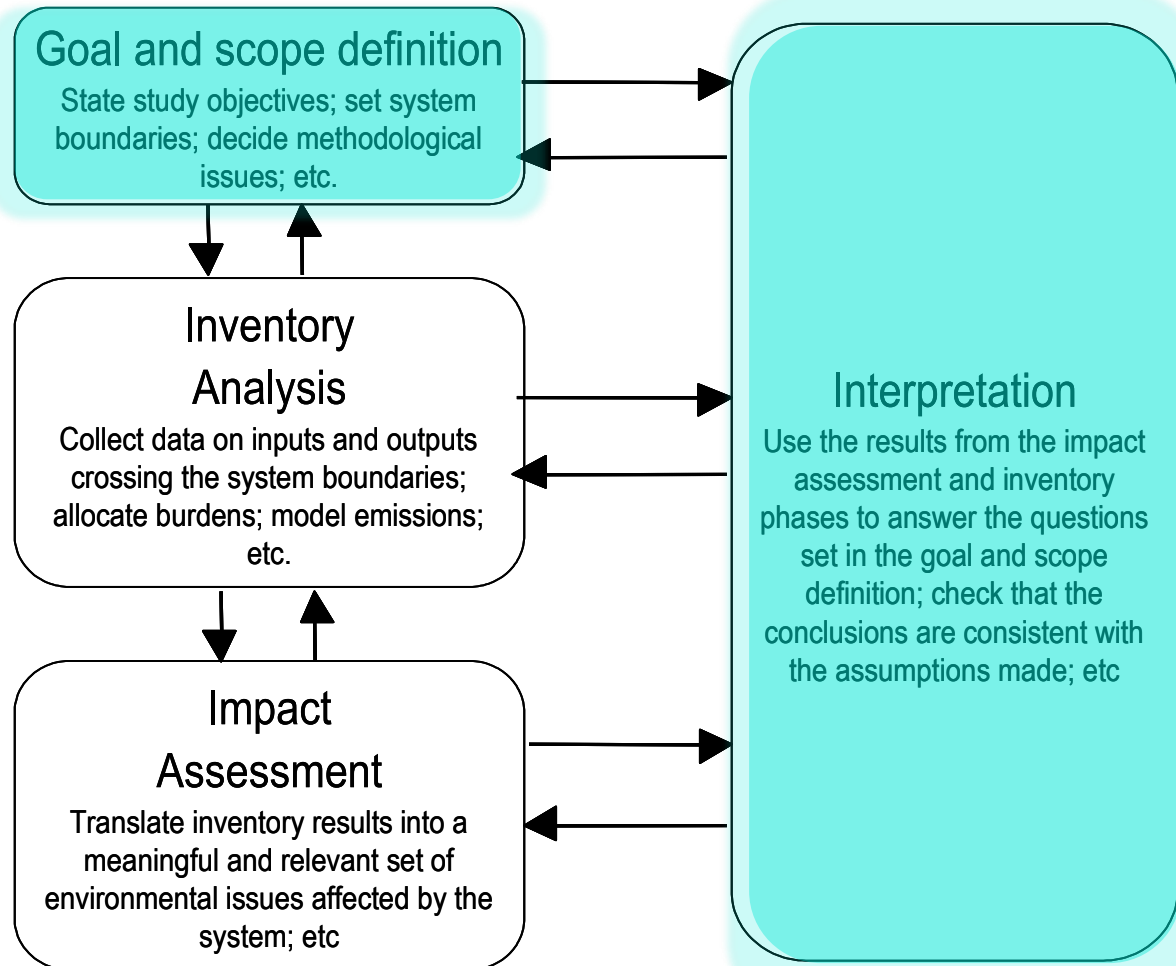 Goal and scope definition
State study objectives; set system
boundaries; decide methodological
issues; etc.
Inventory
Analysis
Collect data on inputs and outputs
crossing the system boundaries;
allocate burdens; model emissions;
etc.
Impact
Assessment
Translate inventory results into a
meaningful and relevant set of
environmental issues affected by the
system; etc
Interpretation
Use the results from the impact
assessment and inventory
phases to answer the questions
set in the goal and scope
definition; check that the
conclusions are consistent with
the assumptions made; etc